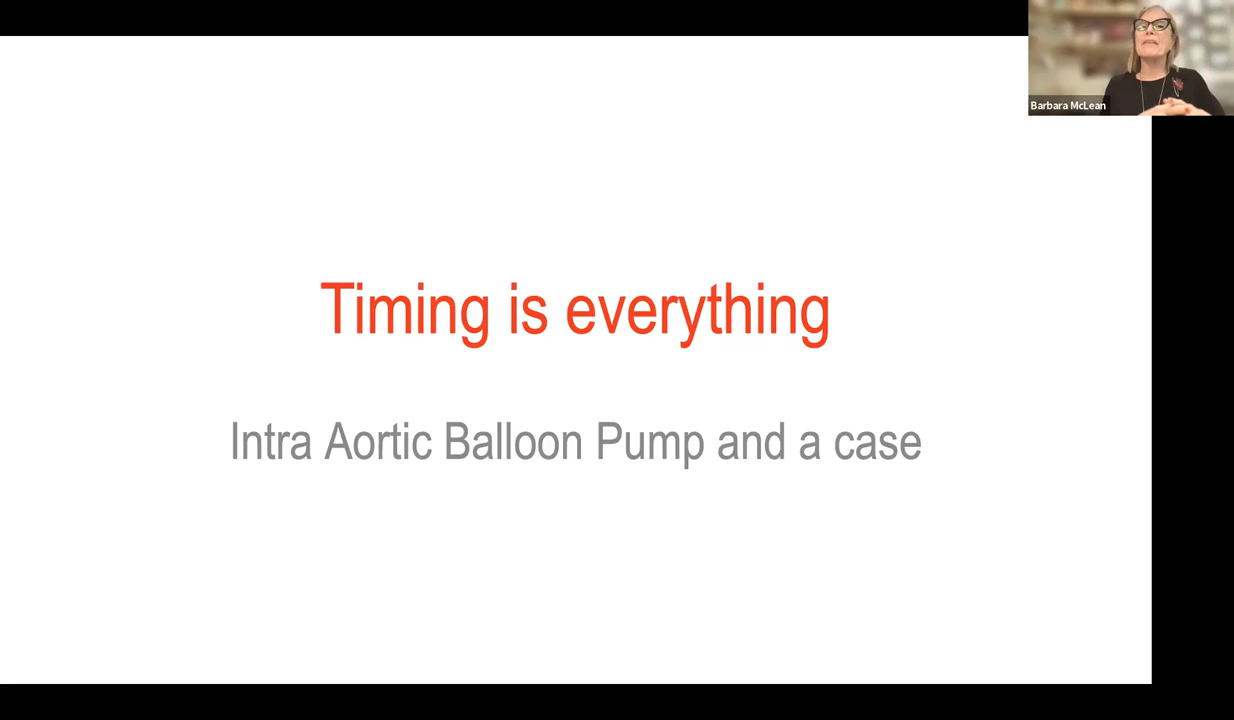 Barbara McLean
Timing is everything
Intra Aortic Balloon Pump and a case